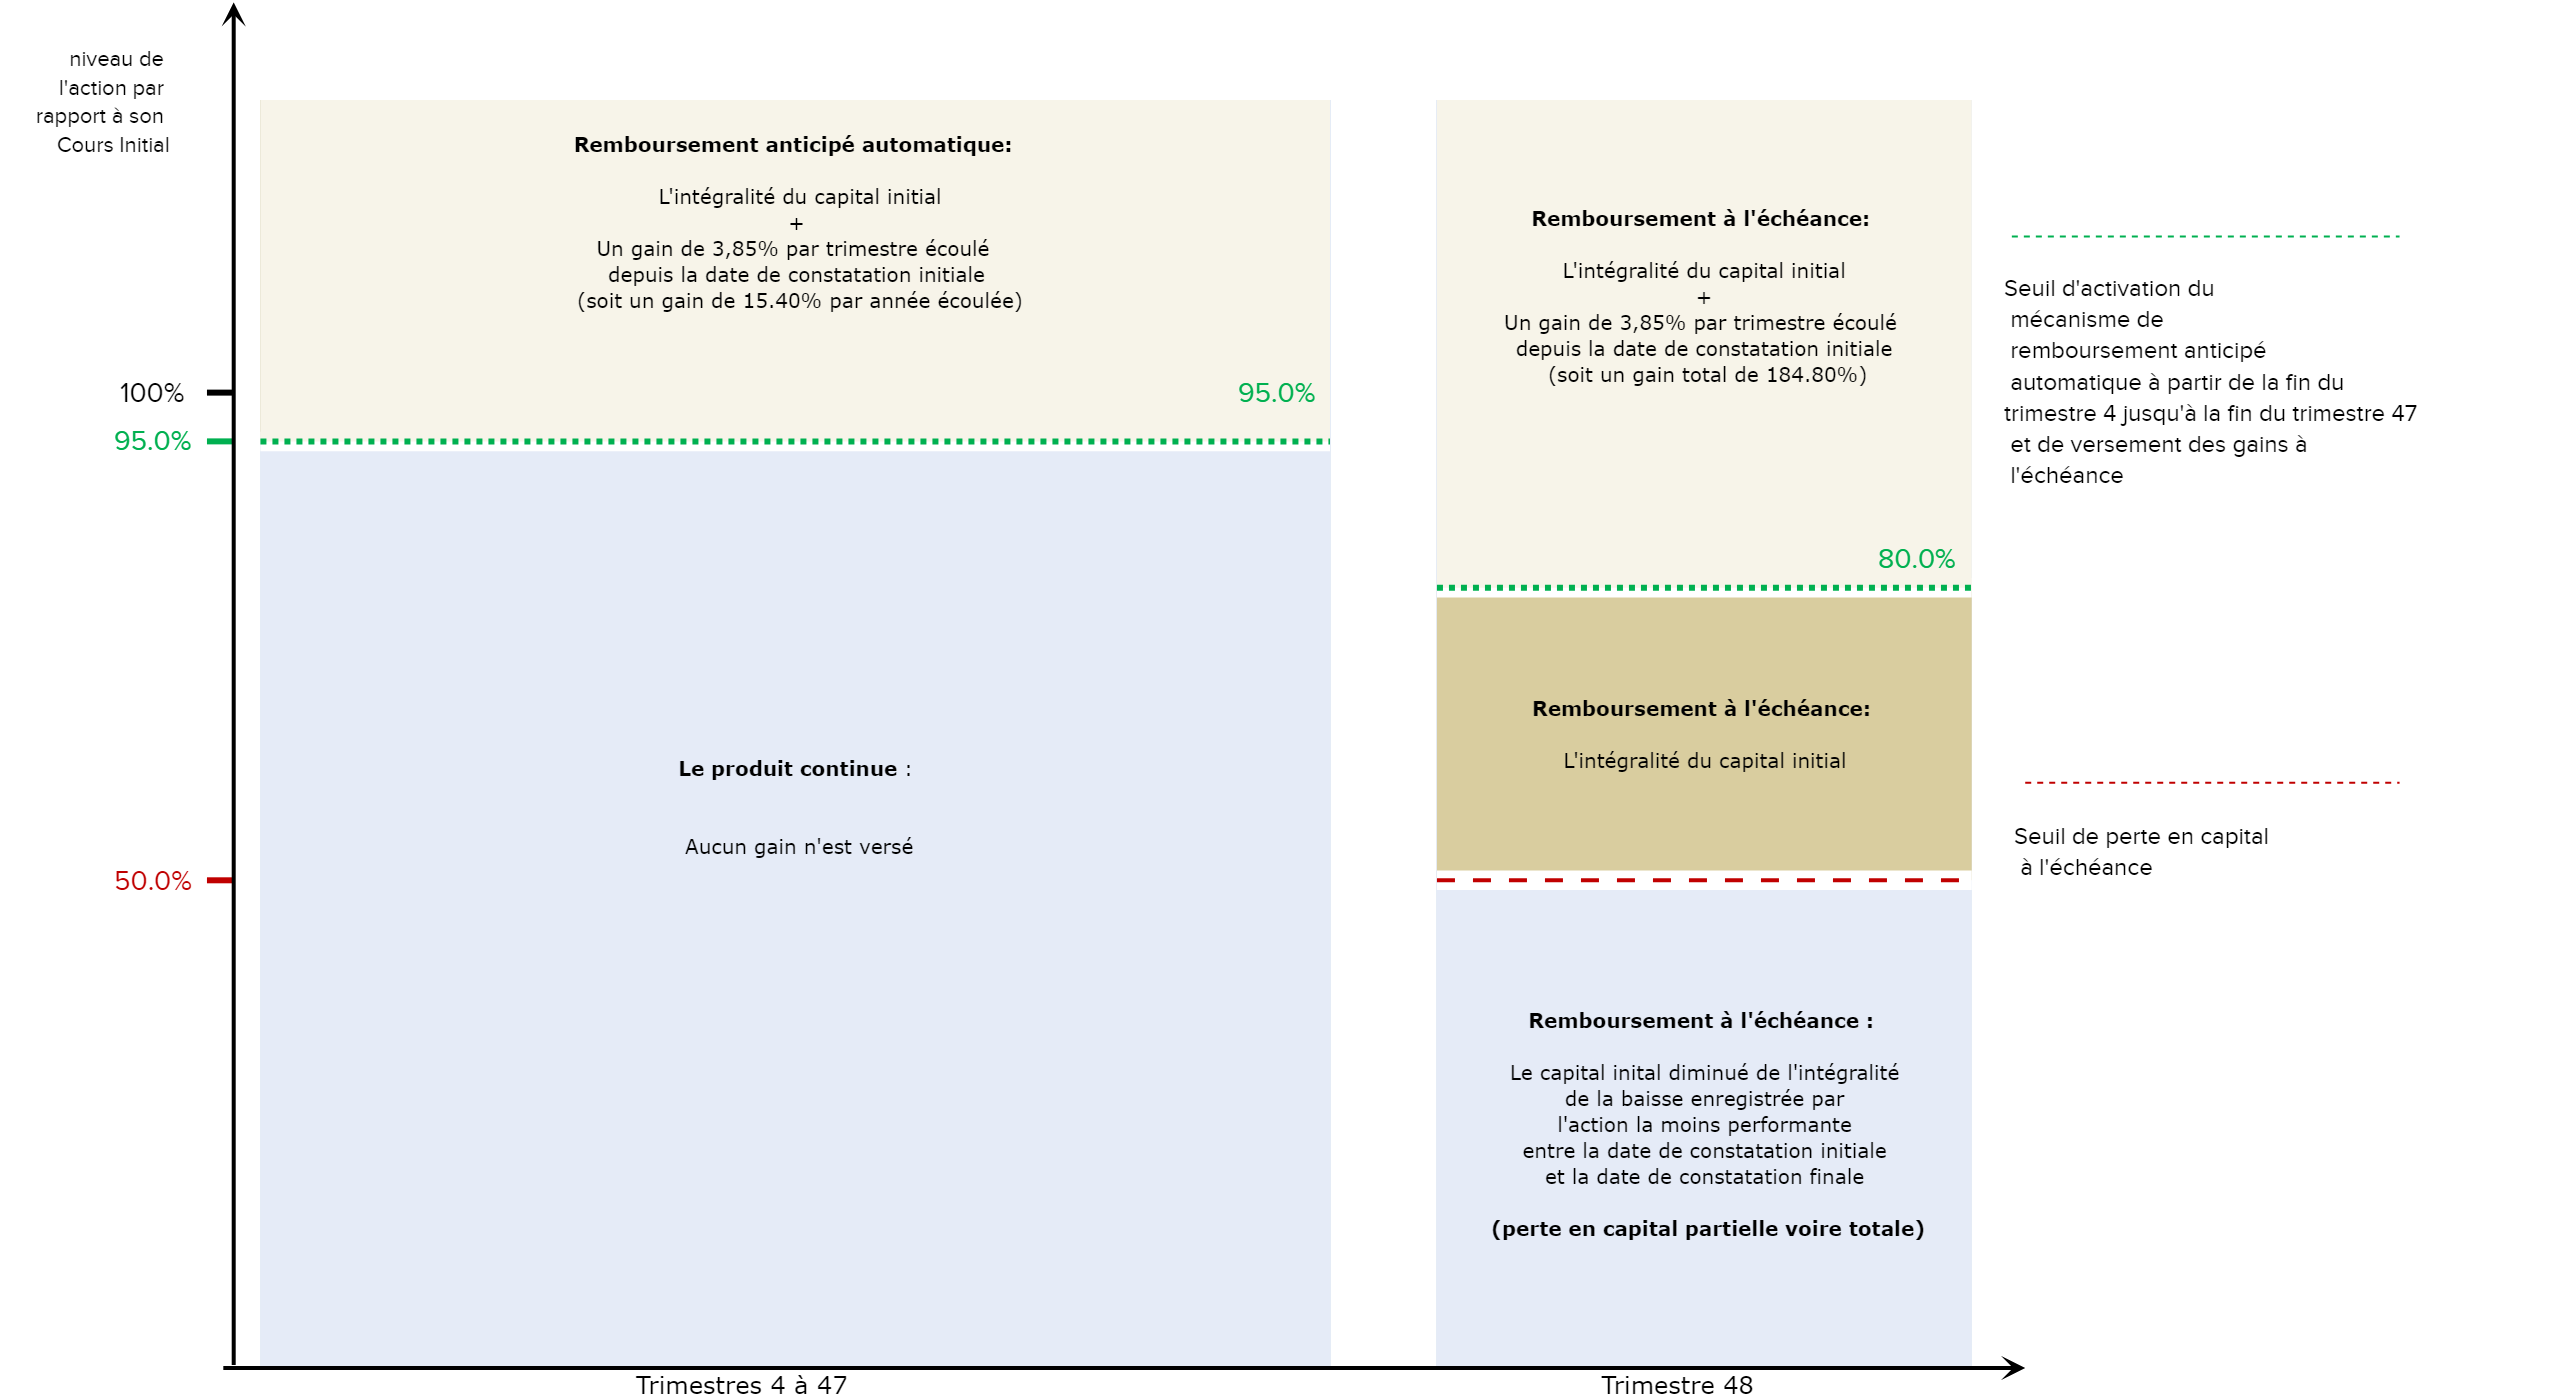 niveau de
l'action par
rapport à son
Cours Initial
100%
95.0%
50.0%
Remboursement anticipé automatique:
L'intégralité du capital initial
+
Un gain de 3,85% par trimestre écoulé
depuis la date de constatation initiale
(soit un gain de 15.40% par année écoulée)
95.0%
Le produit continue :
Aucun gain n'est versé
Trimestres 4 à 47
Remboursement à l'échéance:
L'intégralité du capital initial
+
Un gain de 3,85% par trimestre écoulé
depuis la date de constatation initiale
(soit un gain total de 184.80%)
80.0%
Remboursement à l'échéance:
L'intégralité du capital initial
Remboursement à l'échéance :
Le capital inital diminué de l'intégralité
de la baisse enregistrée par
l'action la moins performante
entre la date de constatation initiale
et la date de constatation finale
(perte en capital partielle voire totale)
Trimestre 48
Seuil d'activation du
mécanisme de
remboursement anticipé
automatique à partir de la fin du
trimestre 4 jusqu'à la fin du trimestre 47
et de versement des gains à
l'échéance
Seuil de perte en capital
à l'échéance